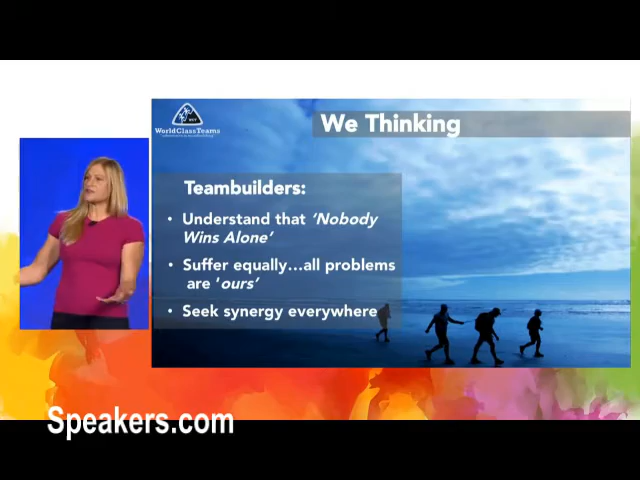 WorldClassTeams
We Thinking
Teambuilders:
• Understand that ‘Nobody
Wins Alone’
• Suffer equally...all problems
are 'ours’
• Seek synergy everywhere
Speakers.com